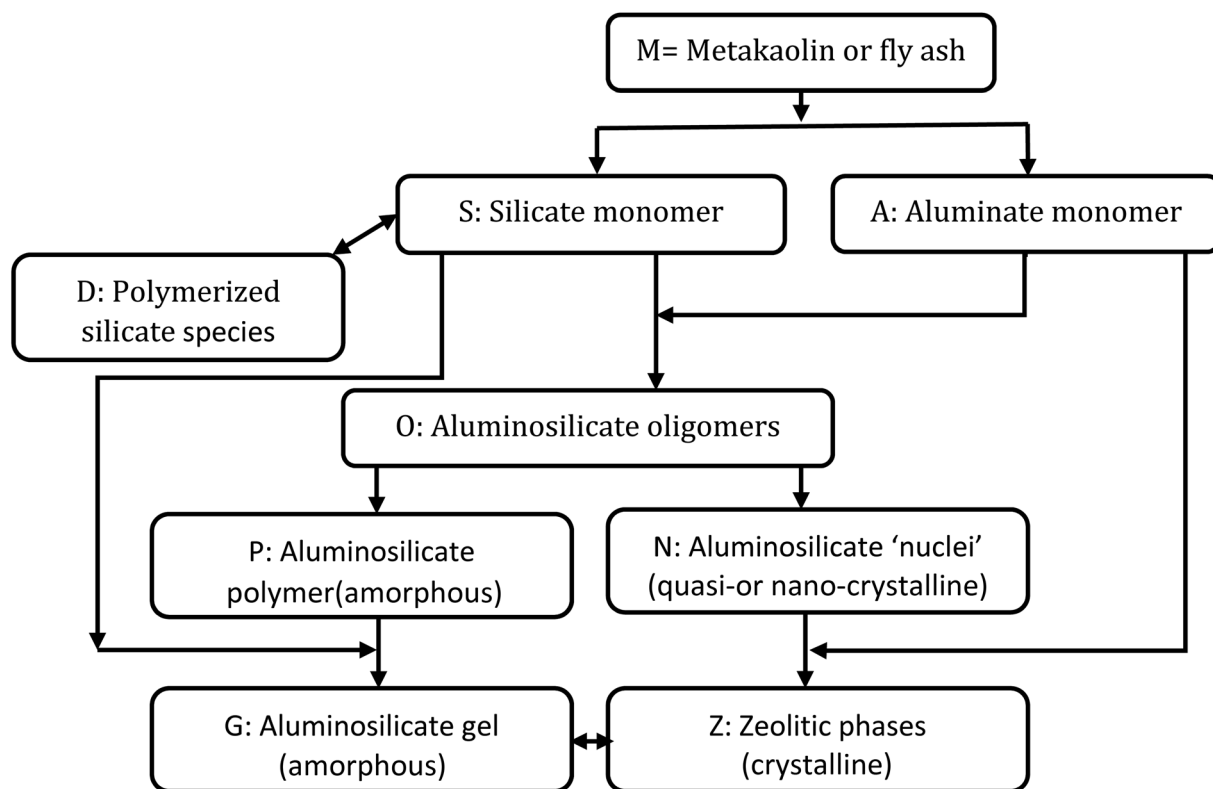 M= Metakaolin or fly ash
S: Silicate monomer
A: Aluminate monomer
D: Polymerized
silicate species
O: Aluminosilicate oligomers
P: Aluminosilicate
polymer(amorphous)
N: Aluminosilicate ‘nuclei’
(quasi-or nano-crystalline)
G: Aluminosilicate gel
(amorphous)
Z: Zeolitic phases
(crystalline)